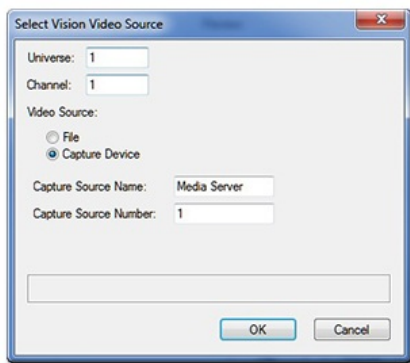 Select Vision Video Source
Universe: 1
Channel: 1
Video Source:
File
Capture Device
Capture Source Name: Media Server
Capture Source Number: 1
OK Cancel